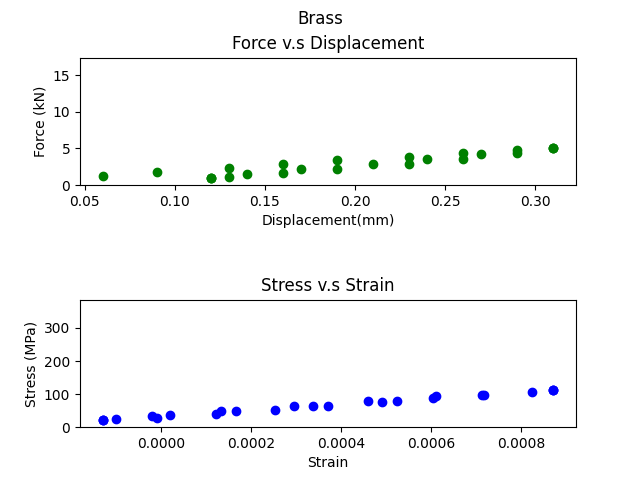 Brass
Force v.s Displacement
15
10
5
0
Force (kN)
0.05 0.10 0.15 0.20 0.25 0.30
Displacement(mm)
Stress v.s Strain
300
200
100
0
Stress (MPa)
0.0000 0.0002 0.0004 0.0006 0.0008
Strain